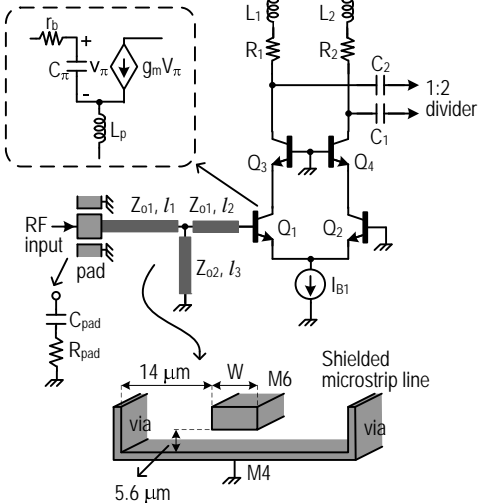 L1
L2
rb
+
Cπ
vπ
gmVπ
-
Lp
R1
R2
C2
1:2
divider
C1
Q3
Q4
RF
input
Zo1, l1
Zo1, l2
Q1
Q2
pad
Zo2, l3
IB1
Cpad
Rpad
14 μm
W
M6
Shielded
microstrip line
via
via
M4
5.6 μm